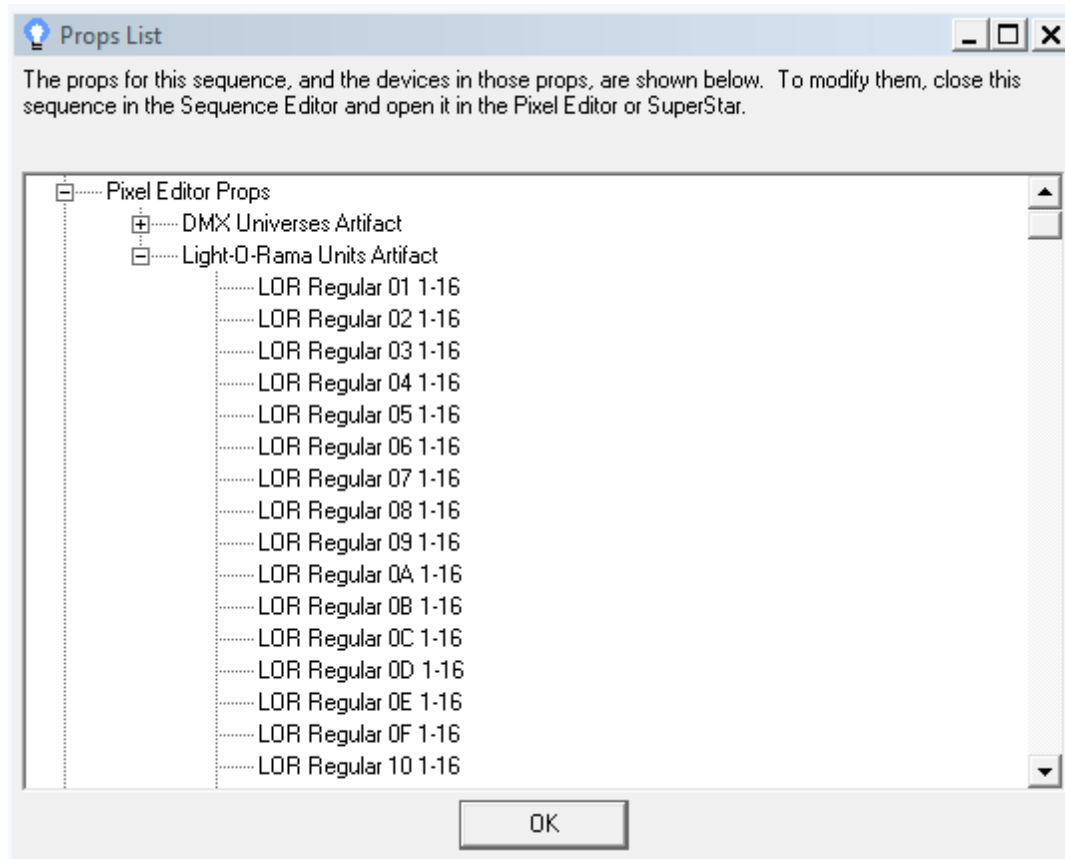 Props List
The props for this sequence, and the devices in those props, are shown below.  To modify them, close this
sequence in the Sequence Editor and open it in the Pixel Editor or SuperStar.
Pixel Editor Props
DMX Universes Artifact
Light-O-Rama Units Artifact
LOR Regular 01 1-16
LOR Regular 02 1-16
LOR Regular 03 1-16
LOR Regular 04 1-16
LOR Regular 05 1-16
LOR Regular 06 1-16
LOR Regular 07 1-16
LOR Regular 08 1-16
LOR Regular 09 1-16
LOR Regular 0A 1-16
LOR Regular 0B 1-16
LOR Regular 0C 1-16
LOR Regular 0D 1-16
LOR Regular 0E 1-16
LOR Regular 0F 1-16
LOR Regular 10 1-16
OK